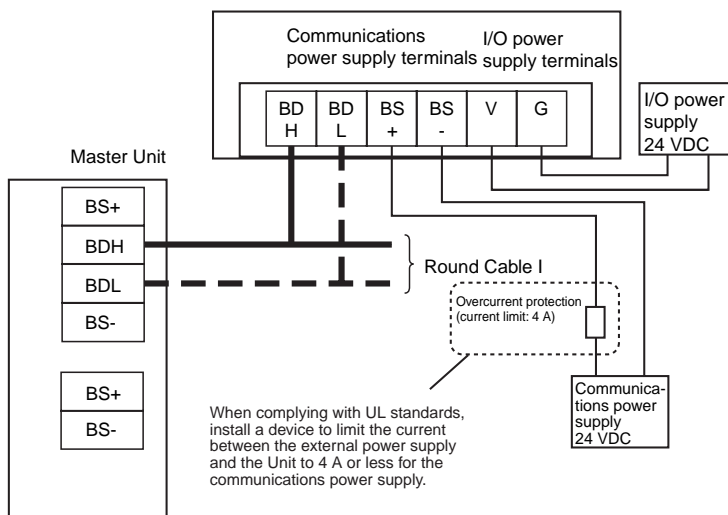 Communications
power supply terminals
I/O power
supply terminals
BD
H
BD
L
BS
+
BS
-
V
G
I/O power
supply
24 VDC
Master Unit
BS+
BDH
BDL
BS-
BS+
BS-
Round Cable I
Overcurrent protection
(current limit: 4 A)
Communica-
tions power
supply
24 VDC
When complying with UL standards,
install a device to limit the current
between the external power supply
and the Unit to 4 A or less for the
communications power supply.